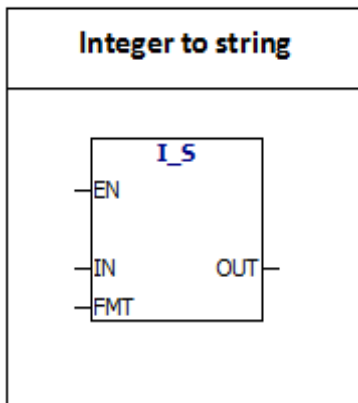 Integer to string
I_S
EN
IN OUT
FMT